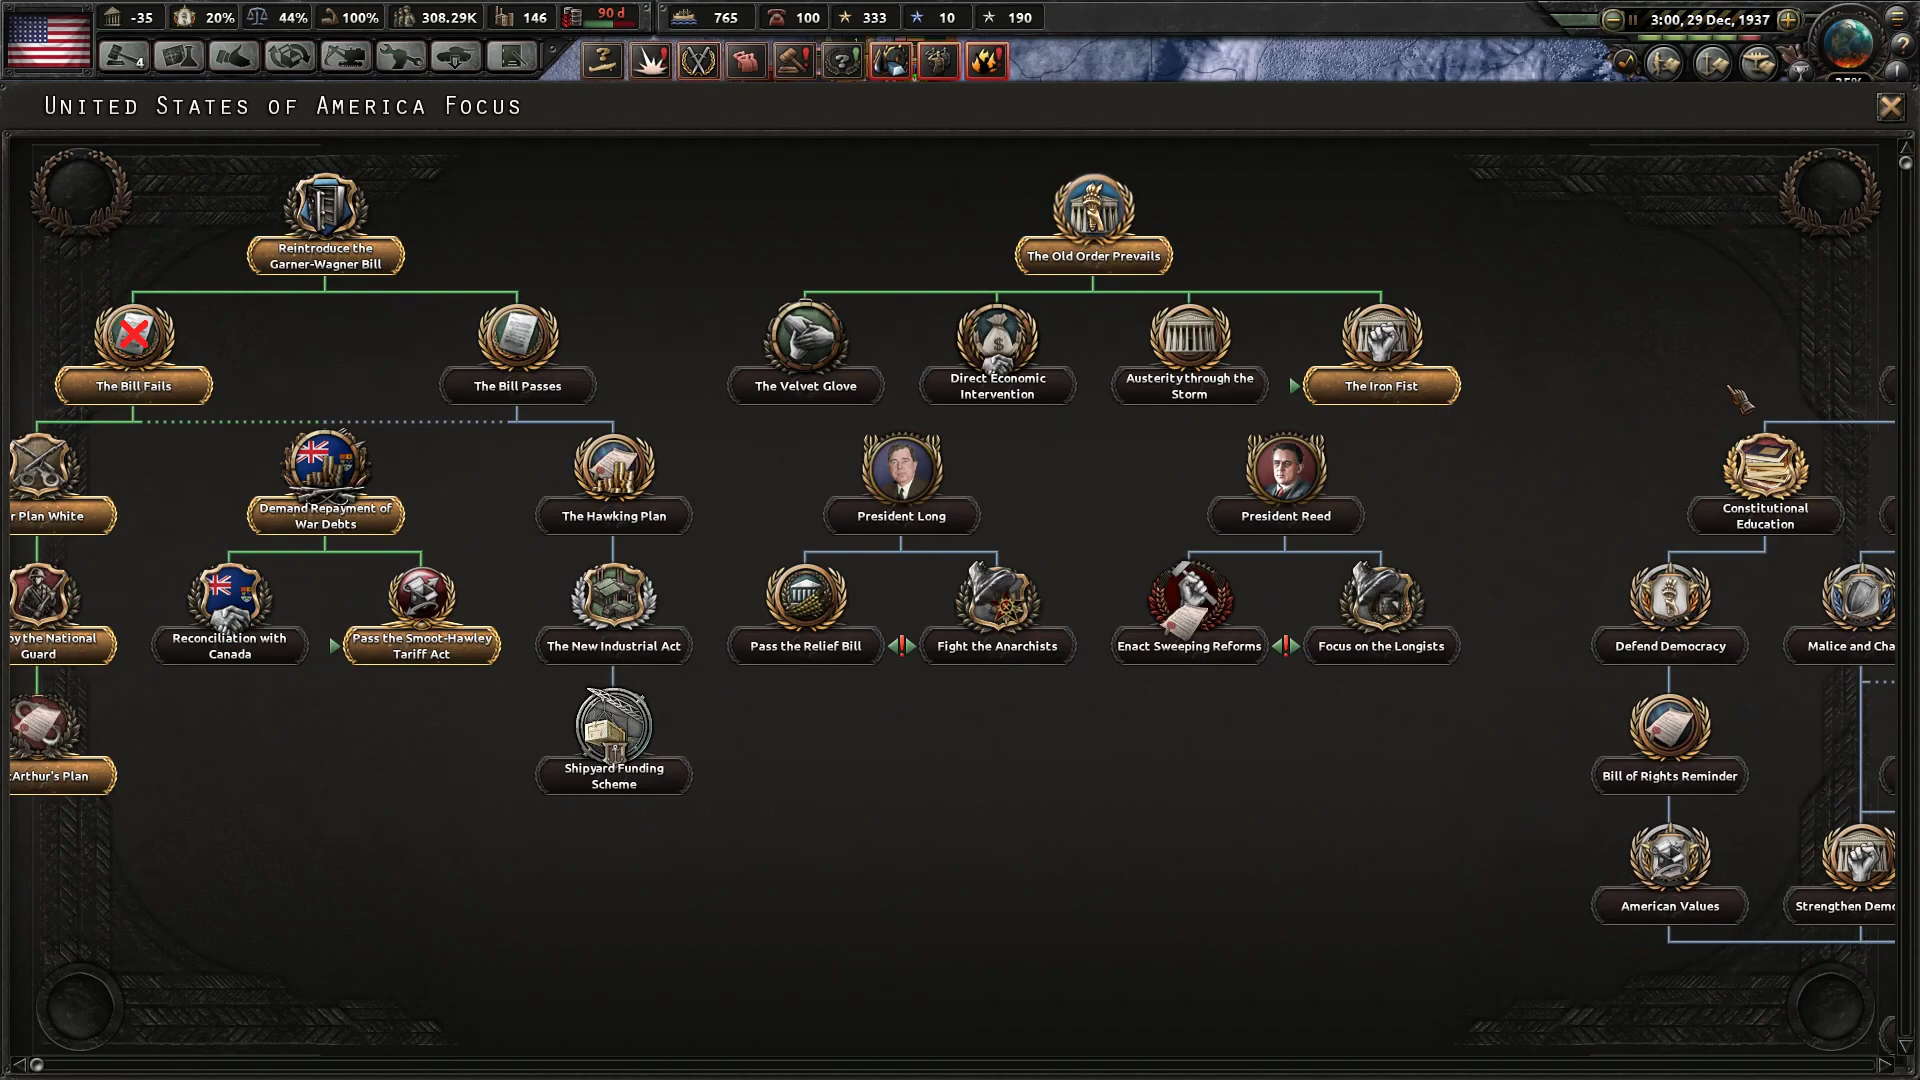 -35
20%
44%
100%
308.29K
146
90 d
765
100
333
10
190
3:00, 29 Dec, 1937
4
United States of America Focus
Reintroduce the
Garner-Wagner Bill
The Old Order Prevails
The Bill Fails
The Bill Passes
The Velvet Glove
Direct Economic
Intervention
Austerity through the
Storm
The Iron Fist
r Plan White
Demand Repayment of
War Debts
The Hawking Plan
President Long
President Reed
Constitutional
Education
oy the National
Guard
Reconciliation with
Canada
Pass the Smoot-Hawley
Tariff Act
The New Industrial Act
Pass the Relief Bill
Fight the Anarchists
Enact Sweeping Reforms
Focus on the Longists
Defend Democracy
Malice and Cha
cArthur's Plan
Shipyard Funding
Scheme
Bill of Rights Reminder
American Values
Strengthen Demo